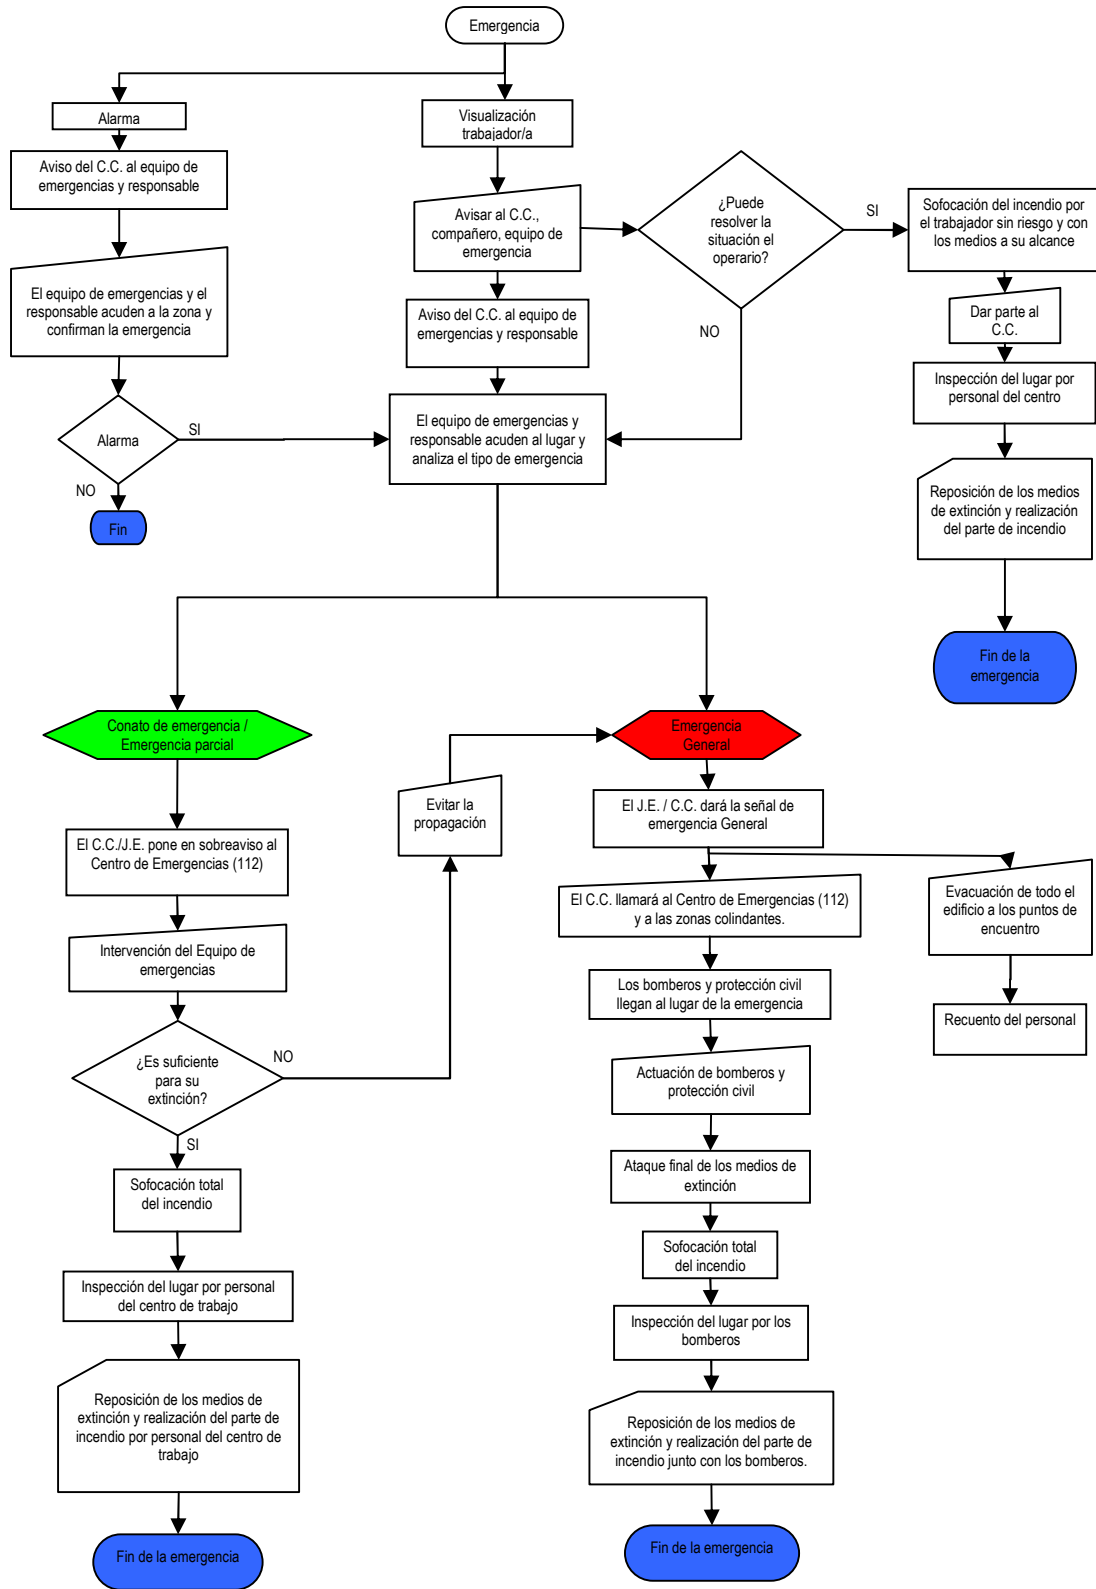 Emergencia
Alarma
Visualización
trabajador/a
Aviso del C.C. al equipo de
emergencias y responsable
Avisar al C.C.,
compañero, equipo de
emergencia
¿Puede
resolver la
situación el
operario?
SI
Sofocación del incendio por
el trabajador sin riesgo y con
los medios a su alcance
El equipo de emergencias y el
responsable acuden a la zona y
confirman la emergencia
Aviso del C.C. al equipo de
emergencias y responsable
NO
Dar parte al
C.C.
Inspección del lugar por
personal del centro
Alarma
SI
NO
Fin
El equipo de emergencias y
responsable acuden al lugar y
analiza el tipo de emergencia
Reposición de los medios
de extinción y realización
del parte de incendio
Fin de la
emergencia
Conato de emergencia /
Emergencia parcial
Emergencia
General
Evitar la
propagación
El J.E. / C.C. dará la señal de
emergencia General
El C.C./J.E. pone en sobreaviso al
Centro de Emergencias (112)
El C.C. llamará al Centro de Emergencias (112)
y a las zonas colindantes.
Evacuación de todo el
edificio a los puntos de
encuentro
Intervención del Equipo de
emergencias
Los bomberos y protección civil
llegan al lugar de la emergencia
Recuento del personal
¿Es suficiente
para su
extinción?
NO
SI
Actuación de bomberos y
protección civil
Ataque final de los medios de
extinción
Sofocación total
del incendio
Sofocación total
del incendio
Inspección del lugar por personal
del centro de trabajo
Inspección del lugar por los
bomberos
Reposición de los medios de
extinción y realización del parte de
incendio por personal del centro de
trabajo
Reposición de los medios de
extinción y realización del parte de
incendio junto con los bomberos.
Fin de la emergencia
Fin de la emergencia